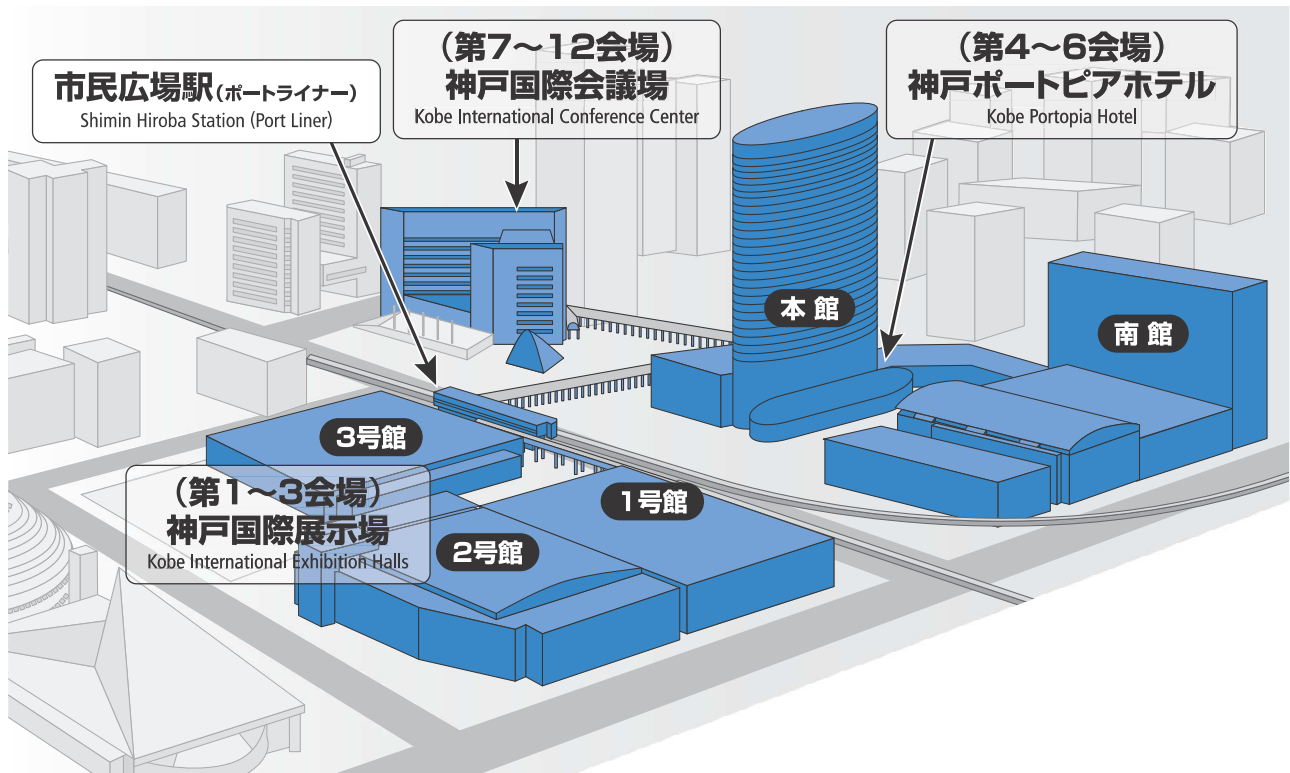 市民広場駅(ポートライナー)
Shimin Hiroba Station (Port Liner)
(第7〜12会場)
神戸国際会議場
Kobe International Conference Center
(第4〜6会場)
神戸ポートピアホテル
Kobe Portopia Hotel
本館
南館
3号館
(第1〜3会場)
神戸国際展示場
Kobe International Exhibition Halls
1号館
2号館